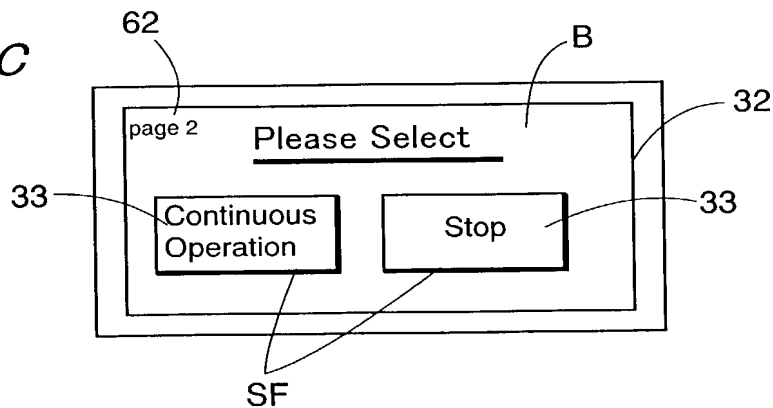 62
B
C
32
page 2
Please Select
33
Continuous
Operation
Stop
33
SF